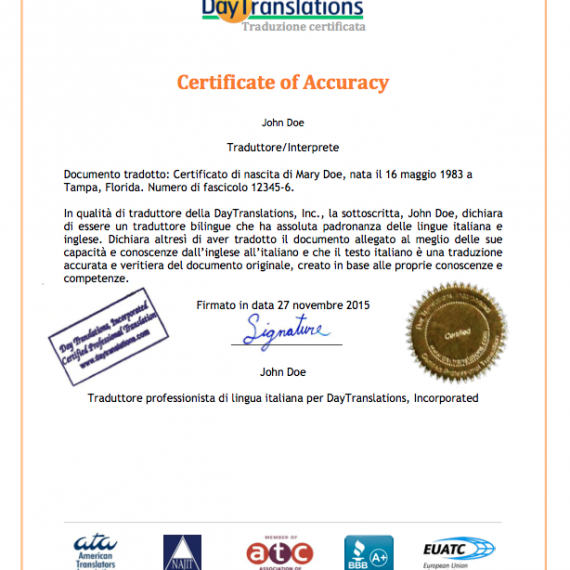 DayTranslations
Traduzione certificata
Certificate of Accuracy
John Doe
Traduttore/Interprete
Documento tradotto: Certificato di nascita di Mary Doe, nata il 16 maggio 1983 a
Tampa, Florida. Numero di fascicolo 12345-6.
In qualità di traduttore della DayTranslations, Inc., la sottoscritta, John Doe, dichiara
di essere un traduttore bilingue che ha assoluta padronanza delle lingue italiana e
inglese. Dichiara altresì di aver tradotto il documento allegato al meglio delle sue
capacità e conoscenze dall'inglese all'italiano e che il testo italiano è una traduzione
accurata e veritiera del documento originale, creato in base alle proprie conoscenze e
competenze.
Firmato in data 27 novembre 2015
Day Translations, Incorporated
Certified Professional Translation
www.daytranslations.com
Signature
Certified
John Doe
Traduttore professionista di lingua italiana per DayTranslations, Incorporated
ata
American
Translators
NAJIT
MEMBER OF
atc
ASSOCIATION OF
BBB
A+
EUATC
European Union